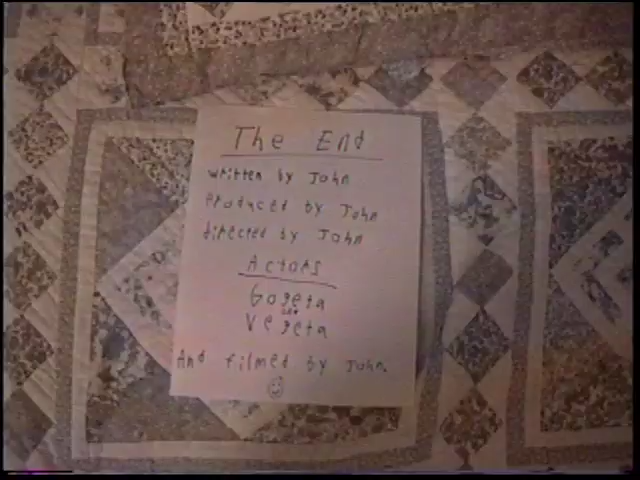 The End
written by John
produced by John
directed by John
Actors
Gogeta
Vegeta
And filmed by John.